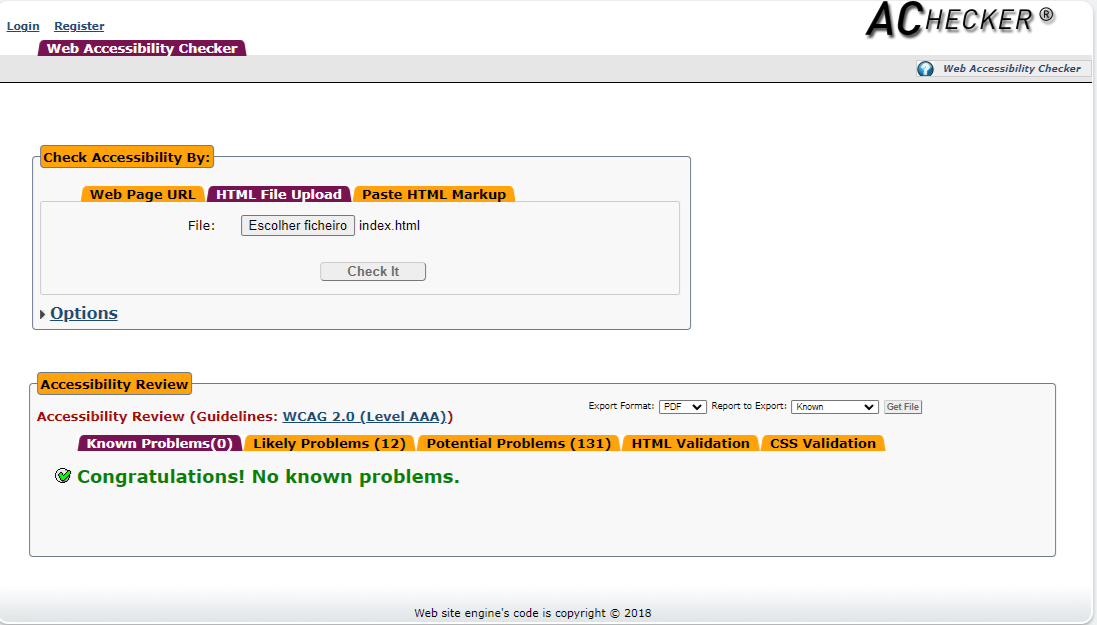 Login Register
ACHECKER ®
Web Accessibility Checker
Web Accessibility Checker
Check Accessibility By:
Web Page URL HTML File Upload Paste HTML Markup
File: Escolher ficheiro index.html
Check It
Options
Accessibility Review
Accessibility Review (Guidelines: WCAG 2.0 (Level AAA)) Export Format: PDF Report to Export: Known Get File
Known Problems(0) Likely Problems (12) Potential Problems (131) HTML Validation CSS Validation
Congratulations! No known problems.
Web site engine's code is copyright © 2018